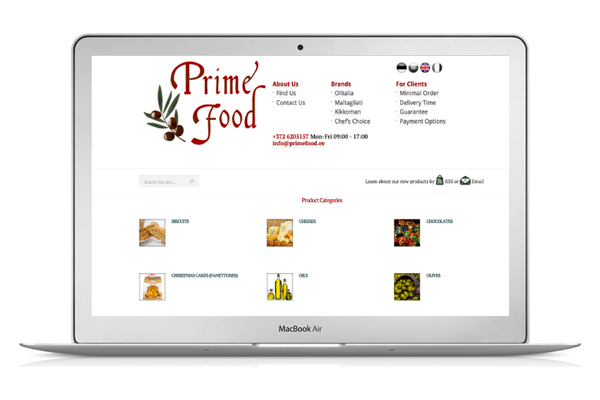 Prime
Food
About Us
Find Us
Contact Us
Brands
Olitalia
Maltagliati
Kikkoman
Chef's Choice
For Clients
Minimal Order
Delivery Time
Guarantee
Payment Options
+372 6205157 Mon-Fri 09:00 - 17:00
info@primefood.ee
Search this site...
Learn about our new products by RSS or Email
Product Categories
BISCUITS
CHEESES
CHOCOLATES
CHRISTMAS CAKES (PANETTONES)
OILS
OLIVES
MacBook Air